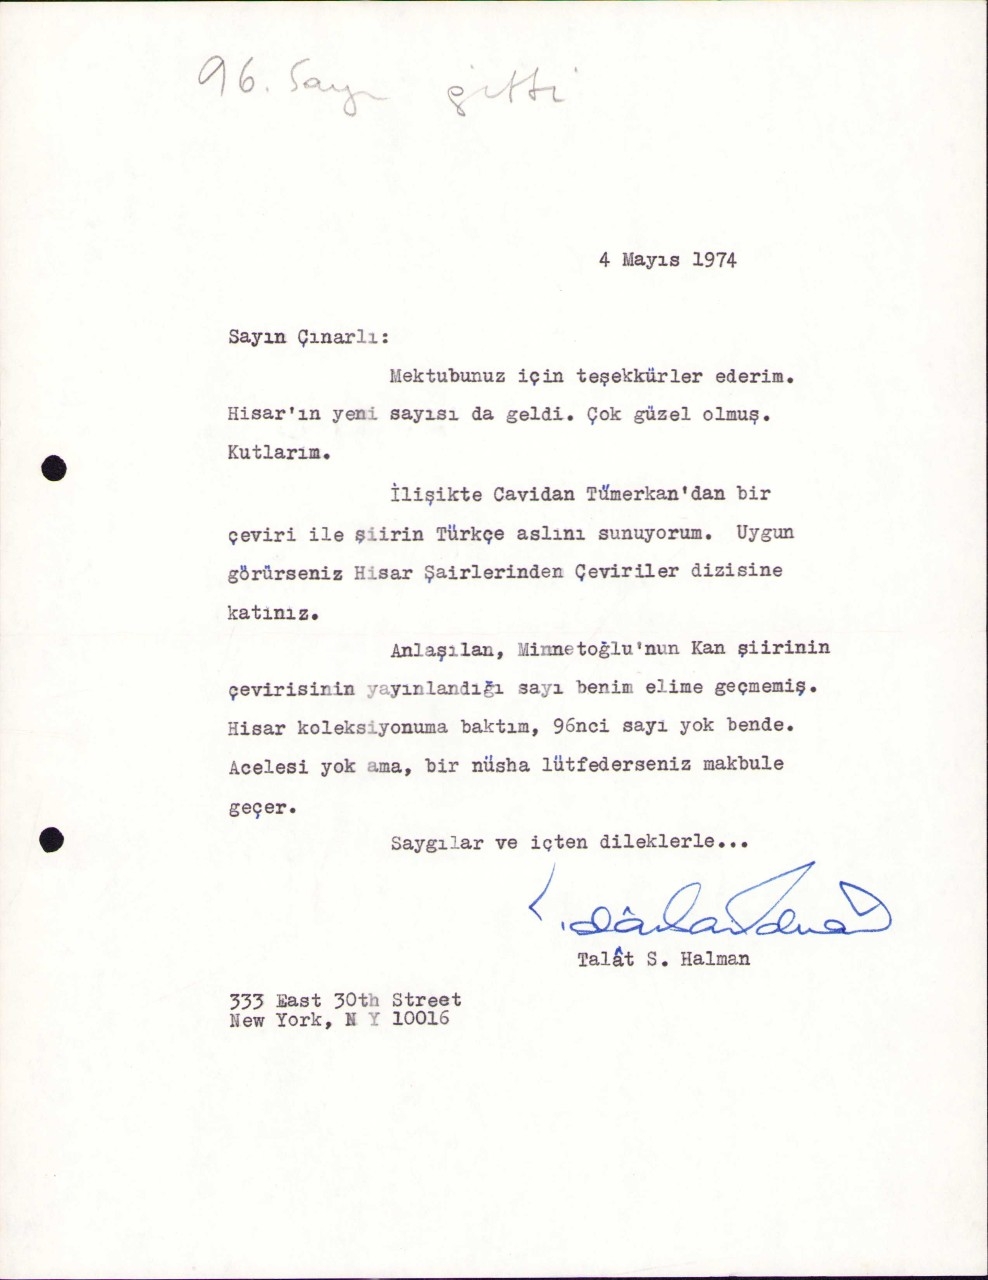 96. Sayı gitti
4 Mayıs 1974
Sayın Çınarlı:
Mektubunuz için teşekkürler ederim.
Hisar'ın yeni sayısı da geldi. Çok güzel olmuş.
Kutlarım.
İlişikte Cavidan Tümerkan'dan bir
çeviri ile şiirin Türkçe aslını sunuyorum. Uygun
görürseniz Hisar Şairlerinden Çeviriler dizisine
katınız.
Anlaşılan, Minnetoğlu'nun Kan şiirinin
çevirisinin yayınlandığı sayı benim elime geçmemiş.
Hisar koleksiyonuma baktım, 96nci sayı yok bende.
Acelesi yok ama, bir nüsha lütfederseniz makbule
geçer.
Saygılar ve içten dileklerle...
Talât S. Halman
333 East 30th Street
New York, N Y 10016